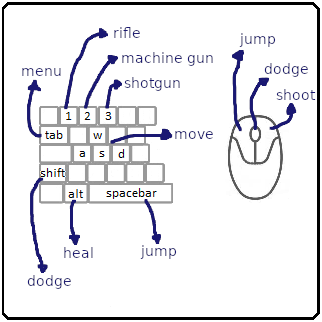 rifle
machine gun
shotgun
menu
1 2 3
tab w
a s d
move
shift
alt spacebar
heal
jump
dodge
jump
dodge
shoot